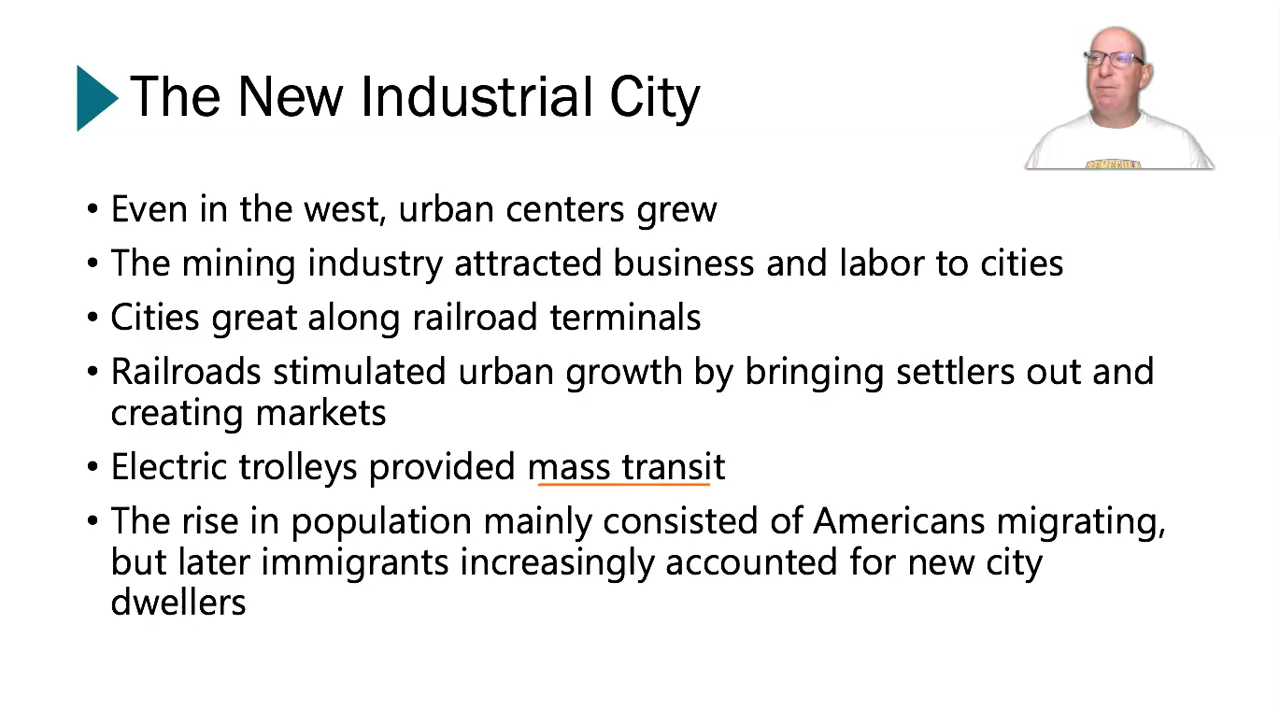 The New Industrial City
• Even in the west, urban centers grew
• The mining industry attracted business and labor to cities
• Cities great along railroad terminals
• Railroads stimulated urban growth by bringing settlers out and
creating markets
• Electric trolleys provided mass transit
• The rise in population mainly consisted of Americans migrating,
but later immigrants increasingly accounted for new city
dwellers